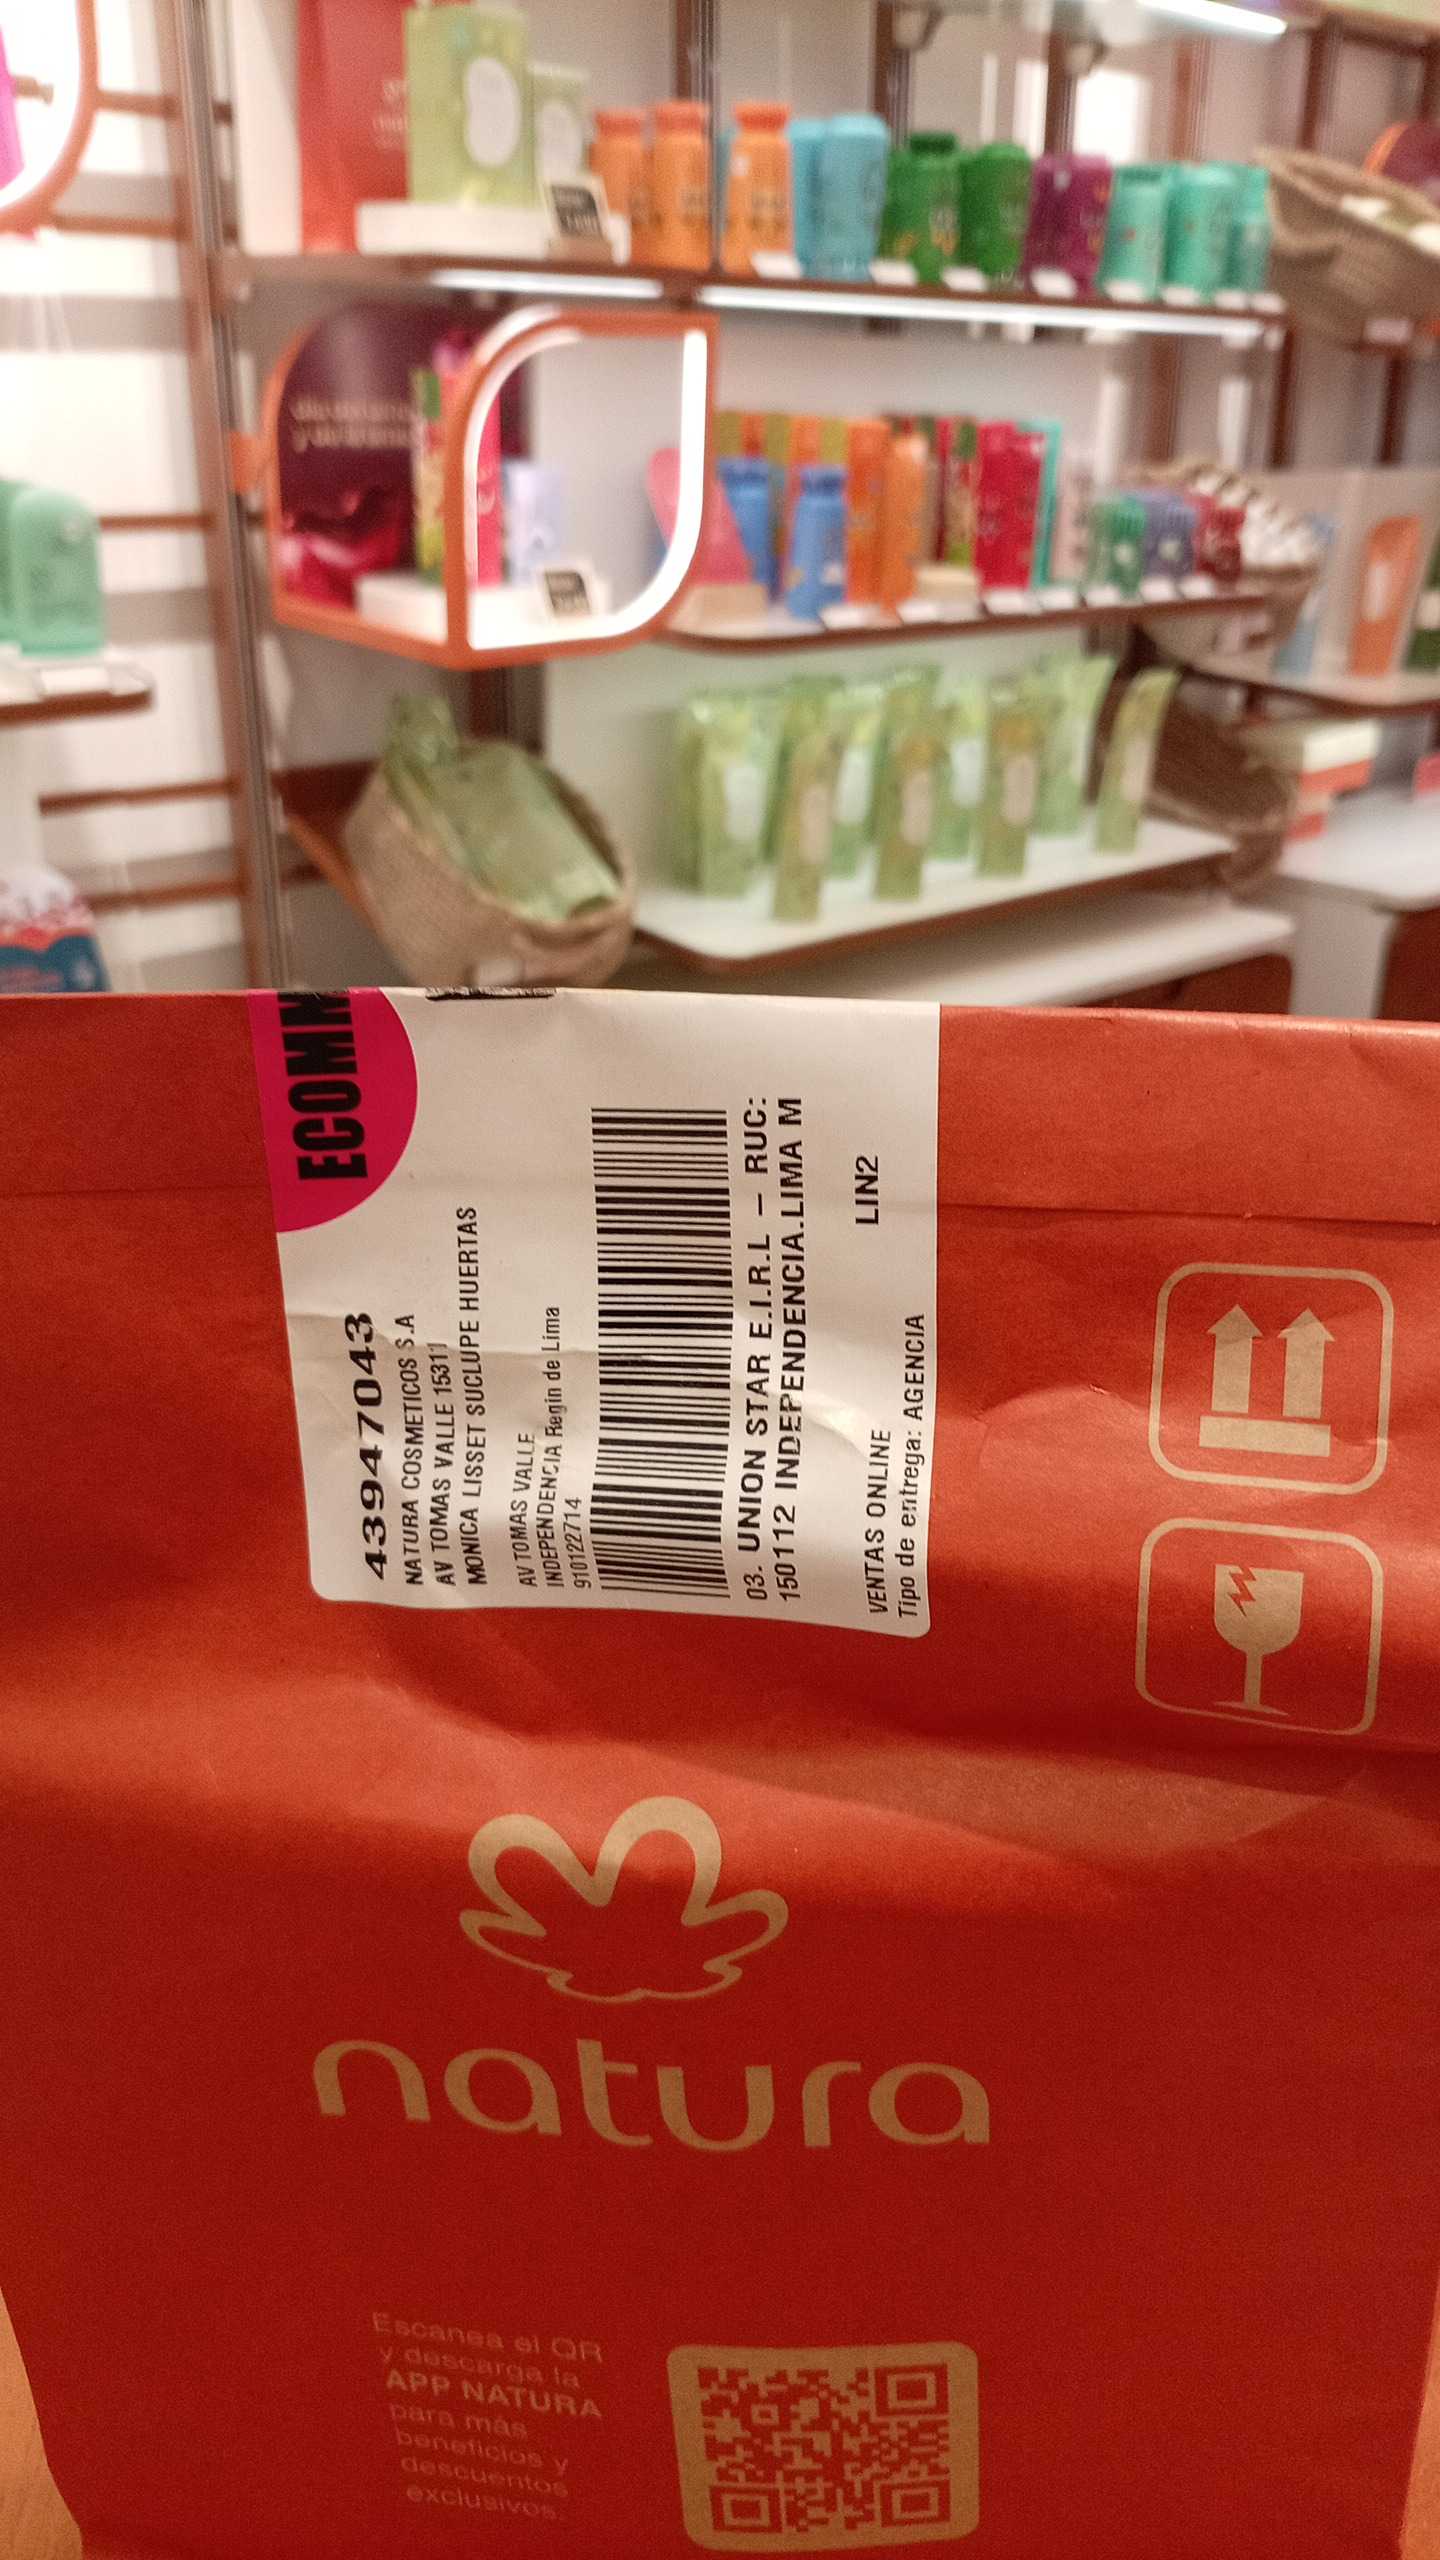 ECOMM
43947043
NATURA COSMETICOS S.A
AV TOMAS VALLE 15311
MONICA LISSET SUCLUPE HUERTAS
AV TOMAS VALLE
INDEPENDENCIA Regin de Lima
910122714
03. UNION STAR E.I.R.L – RUC:
150112 INDEPENDENCIA.LIMA M
LIN2
VENTAS ONLINE
Tipo de entrega: AGENCIA
natura
Escanea el QR
y descarga la
APP NATURA
para más
beneficios y
descuentos
exclusivos.